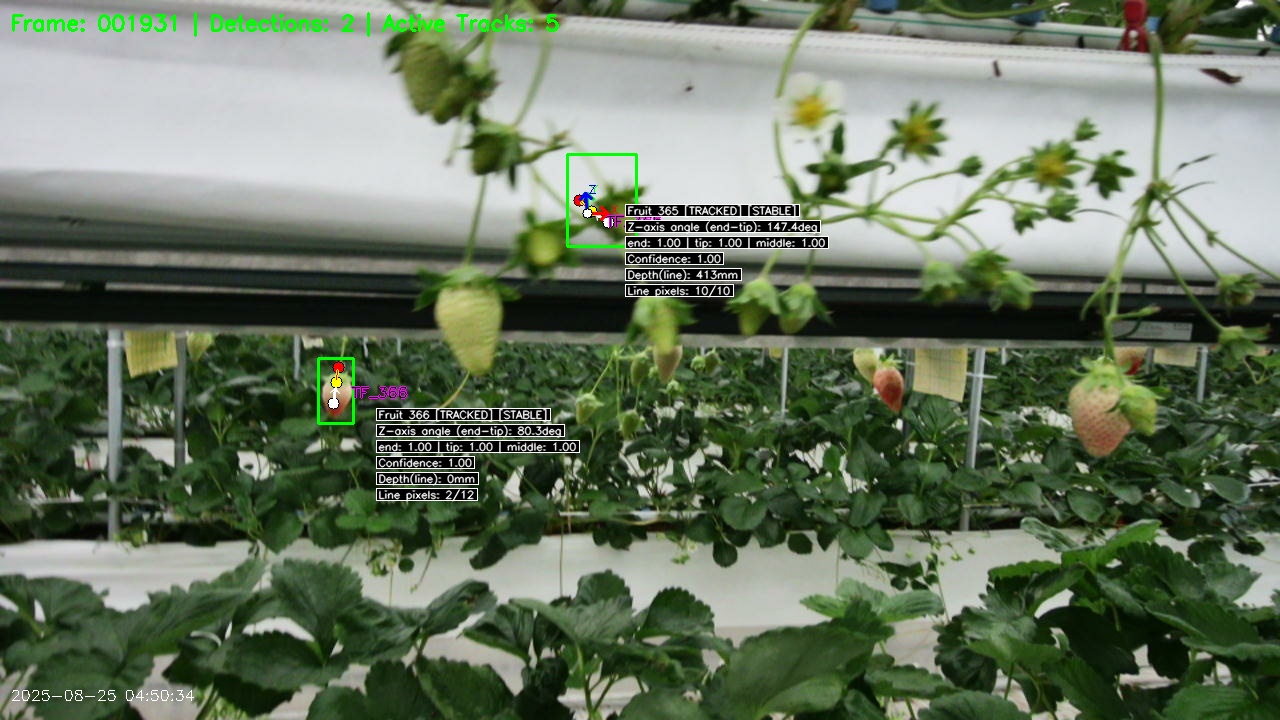 Frame: 001931 | Detections: 2 | Active Tracks: 5
Z
Fruit 365 [TRACKED] [STABLE]
Z-axis angle (end-tip): 147.4deg
end: 1.00 | tip: 1.00 | middle: 1.00
Confidence: 1.00
Depth(line): 413mm
Line pixels: 10/10
TF_366
Fruit 366 [TRACKED] [STABLE]
Z-axis angle (end-tip): 80.3deg
end: 1.00 | tip: 1.00 | middle: 1.00
Confidence: 1.00
Depth(line): 0mm
Line pixels: 2/12
2025-08-25 04:50:34